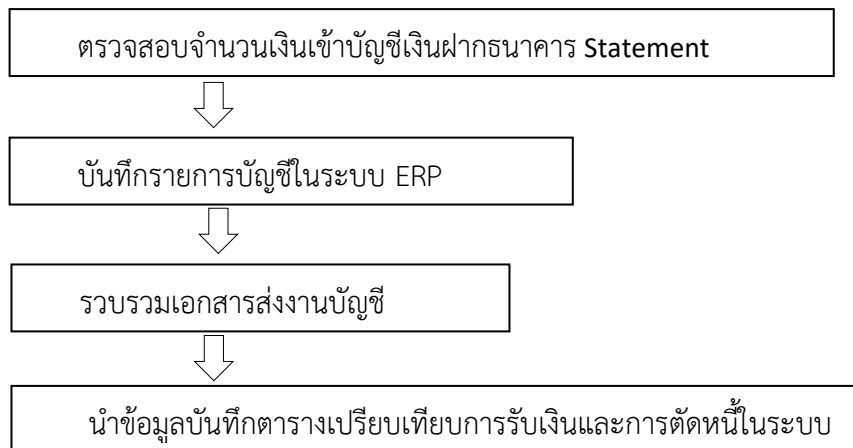 ตรวจสอบจำนวนเงินเข้าบัญชีเงินฝากธนาคาร Statement
บันทึกรายการบัญชีในระบบ ERP
รวบรวมเอกสารส่งงานบัญชี
นำข้อมูลบันทึกตารางเปรียบเทียบการรับเงินและการตัดหนี้ในระบบ